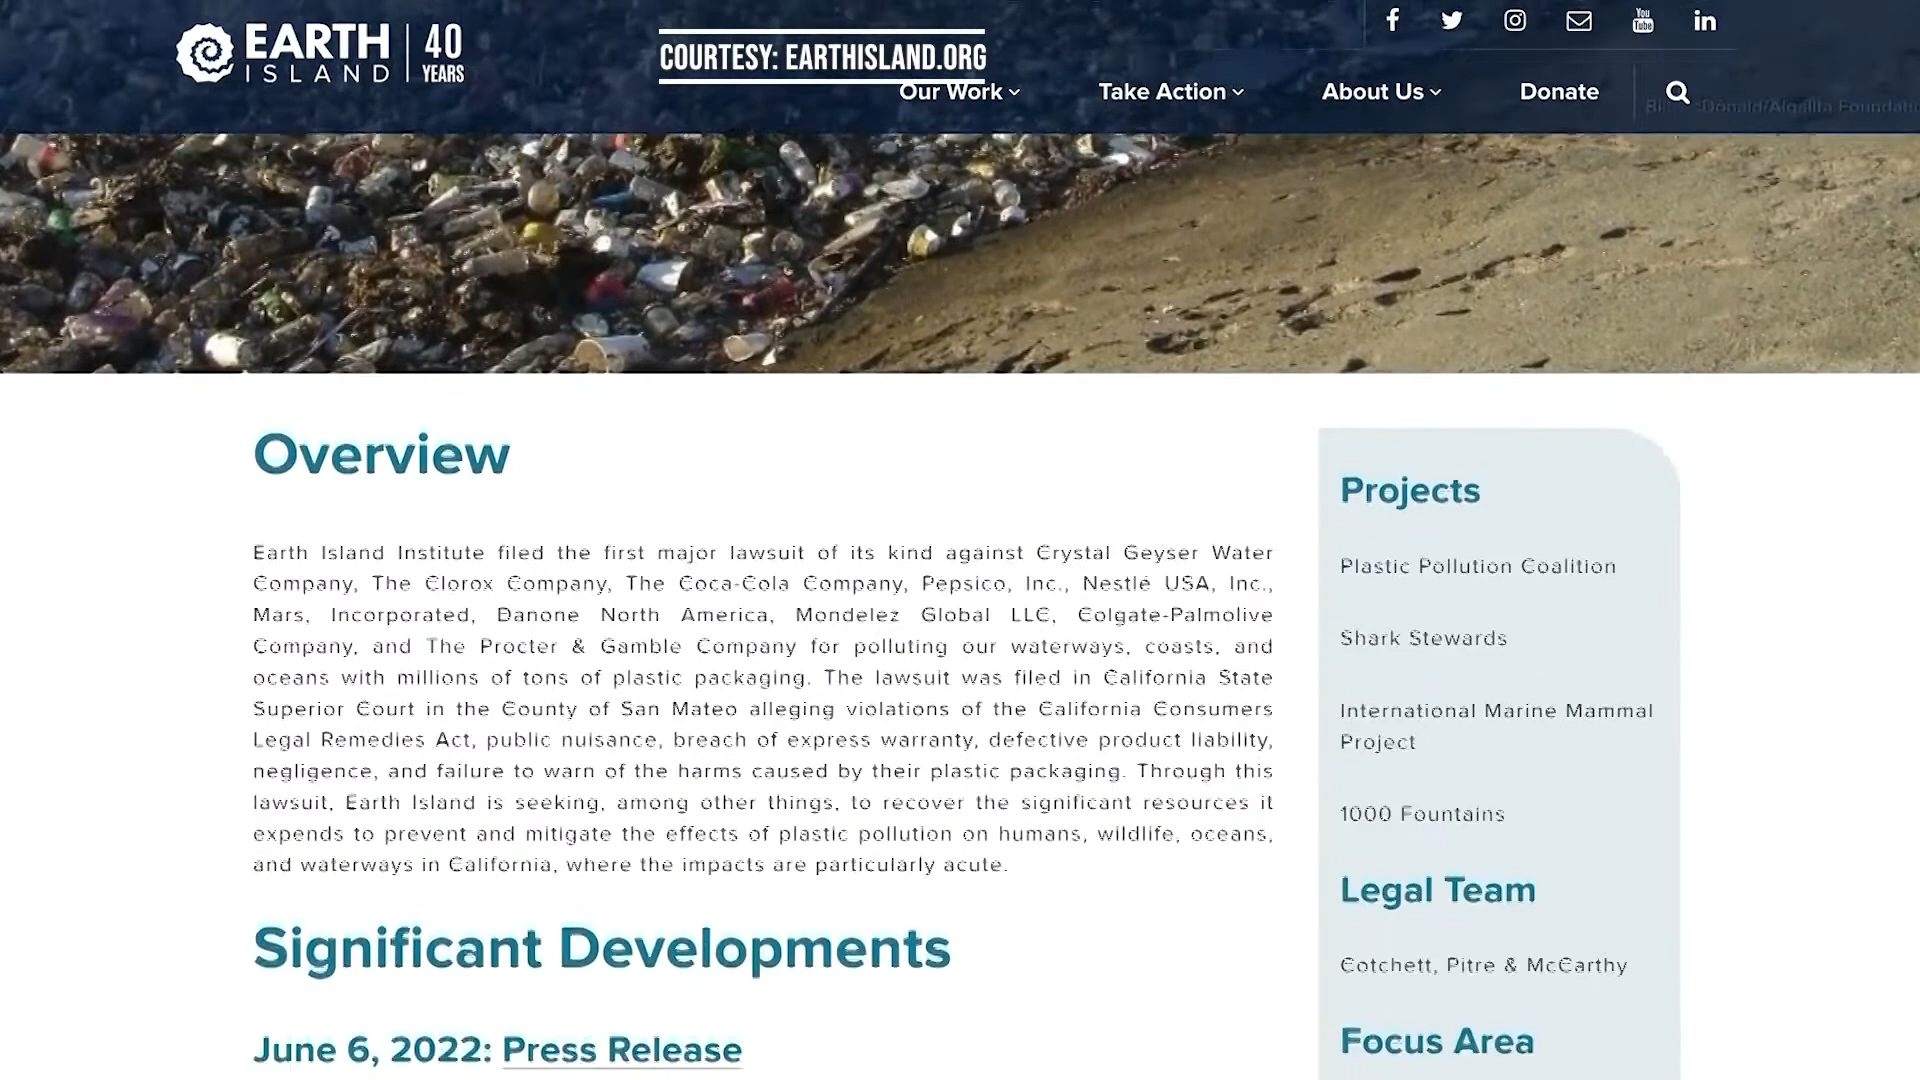 EARTH
ISLAND
40
YEARS
COURTESY: EARTHISLAND.ORG
You
Tube
Our Work
Take Action
About Us
Donate
Overview
Earth Island Institute filed the first major lawsuit of its kind against Crystal Geyser Water
Company, The Clorox Company, The Coca-Cola Company, Pepsico, Inc., Nestlé USA, Inc.,
Mars, Incorporated, Danone North America, Mondelez Global LLC, Colgate-Palmolive
Company, and The Procter & Gamble Company for polluting our waterways, coasts, and
oceans with millions of tons of plastic packaging. The lawsuit was filed in California State
Superior Court in the County of San Mateo alleging violations of the California Consumers
Legal Remedies Act, public nuisance, breach of express warranty, defective product liability,
negligence, and failure to warn of the harms caused by their plastic packaging. Through this
lawsuit, Earth Island is seeking, among other things, to recover the significant resources it
expends to prevent and mitigate the effects of plastic pollution on humans, wildlife, oceans,
and waterways in California, where the impacts are particularly acute.
Significant Developments
June 6, 2022: Press Release
Projects
Plastic Pollution Coalition
Shark Stewards
International Marine Mammal
Project
1000 Fountains
Legal Team
Cotchett, Pitre & McCarthy
Focus Area